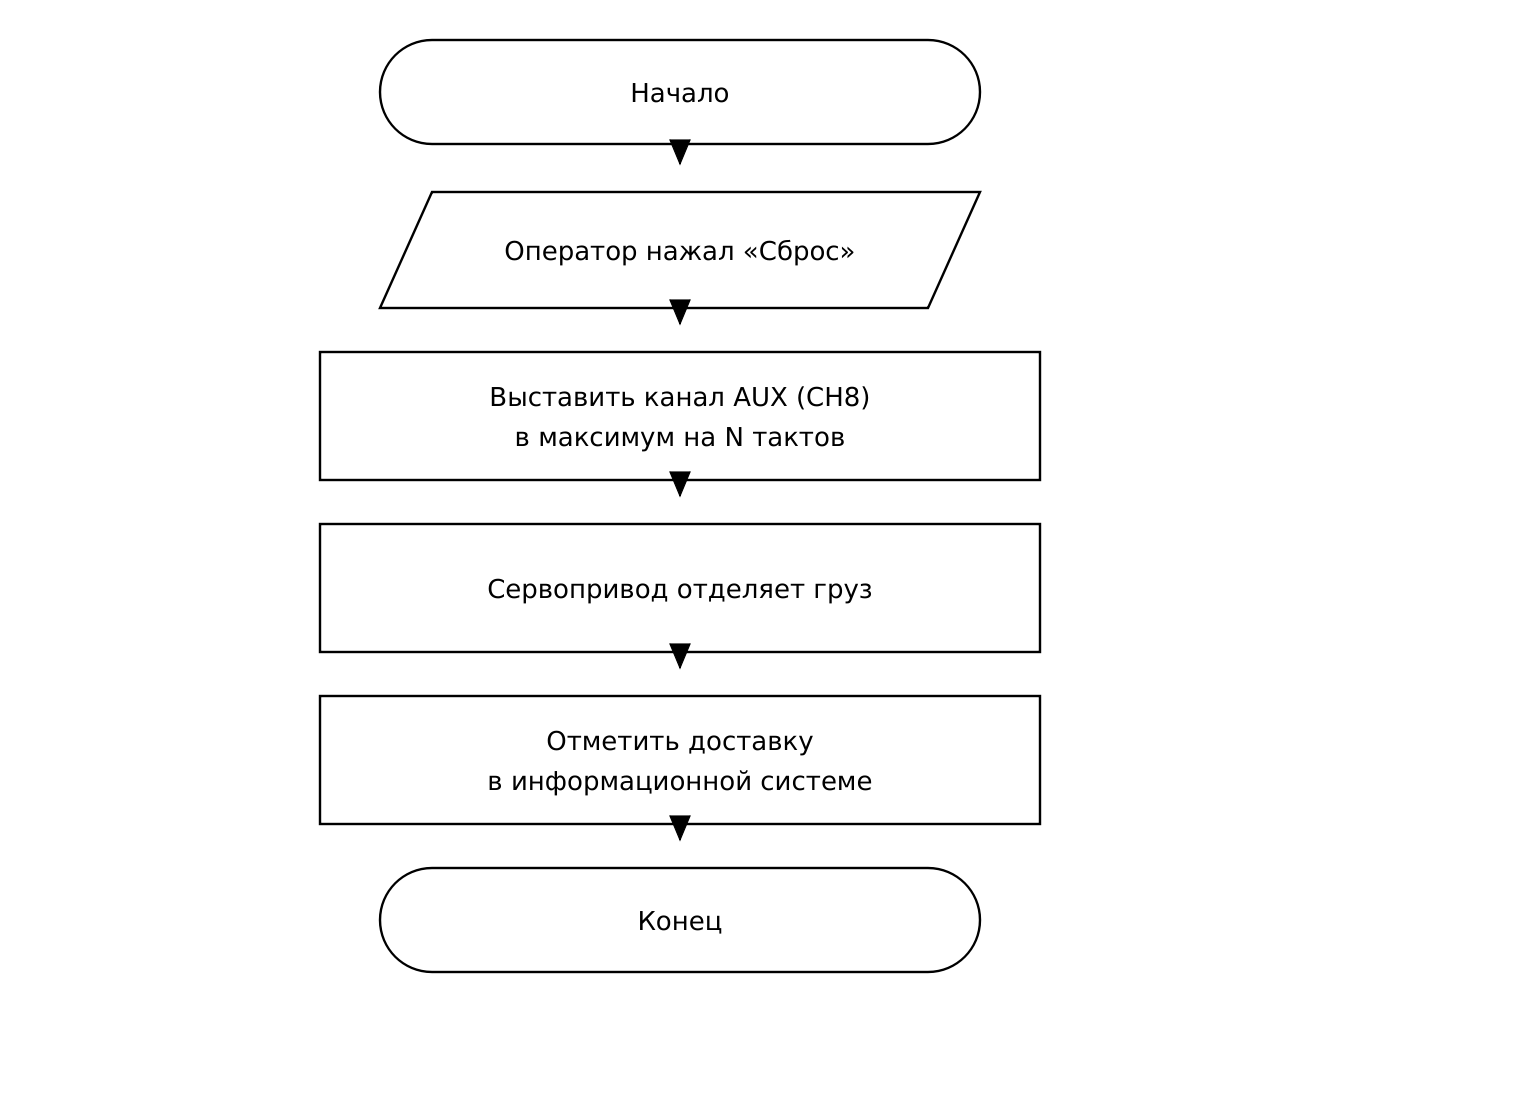 Начало
Оператор нажал «Сброс»
Выставить канал AUX (CH8)
в максимум на N тактов
Сервопривод отделяет груз
Отметить доставку
в информационной системе
Конец